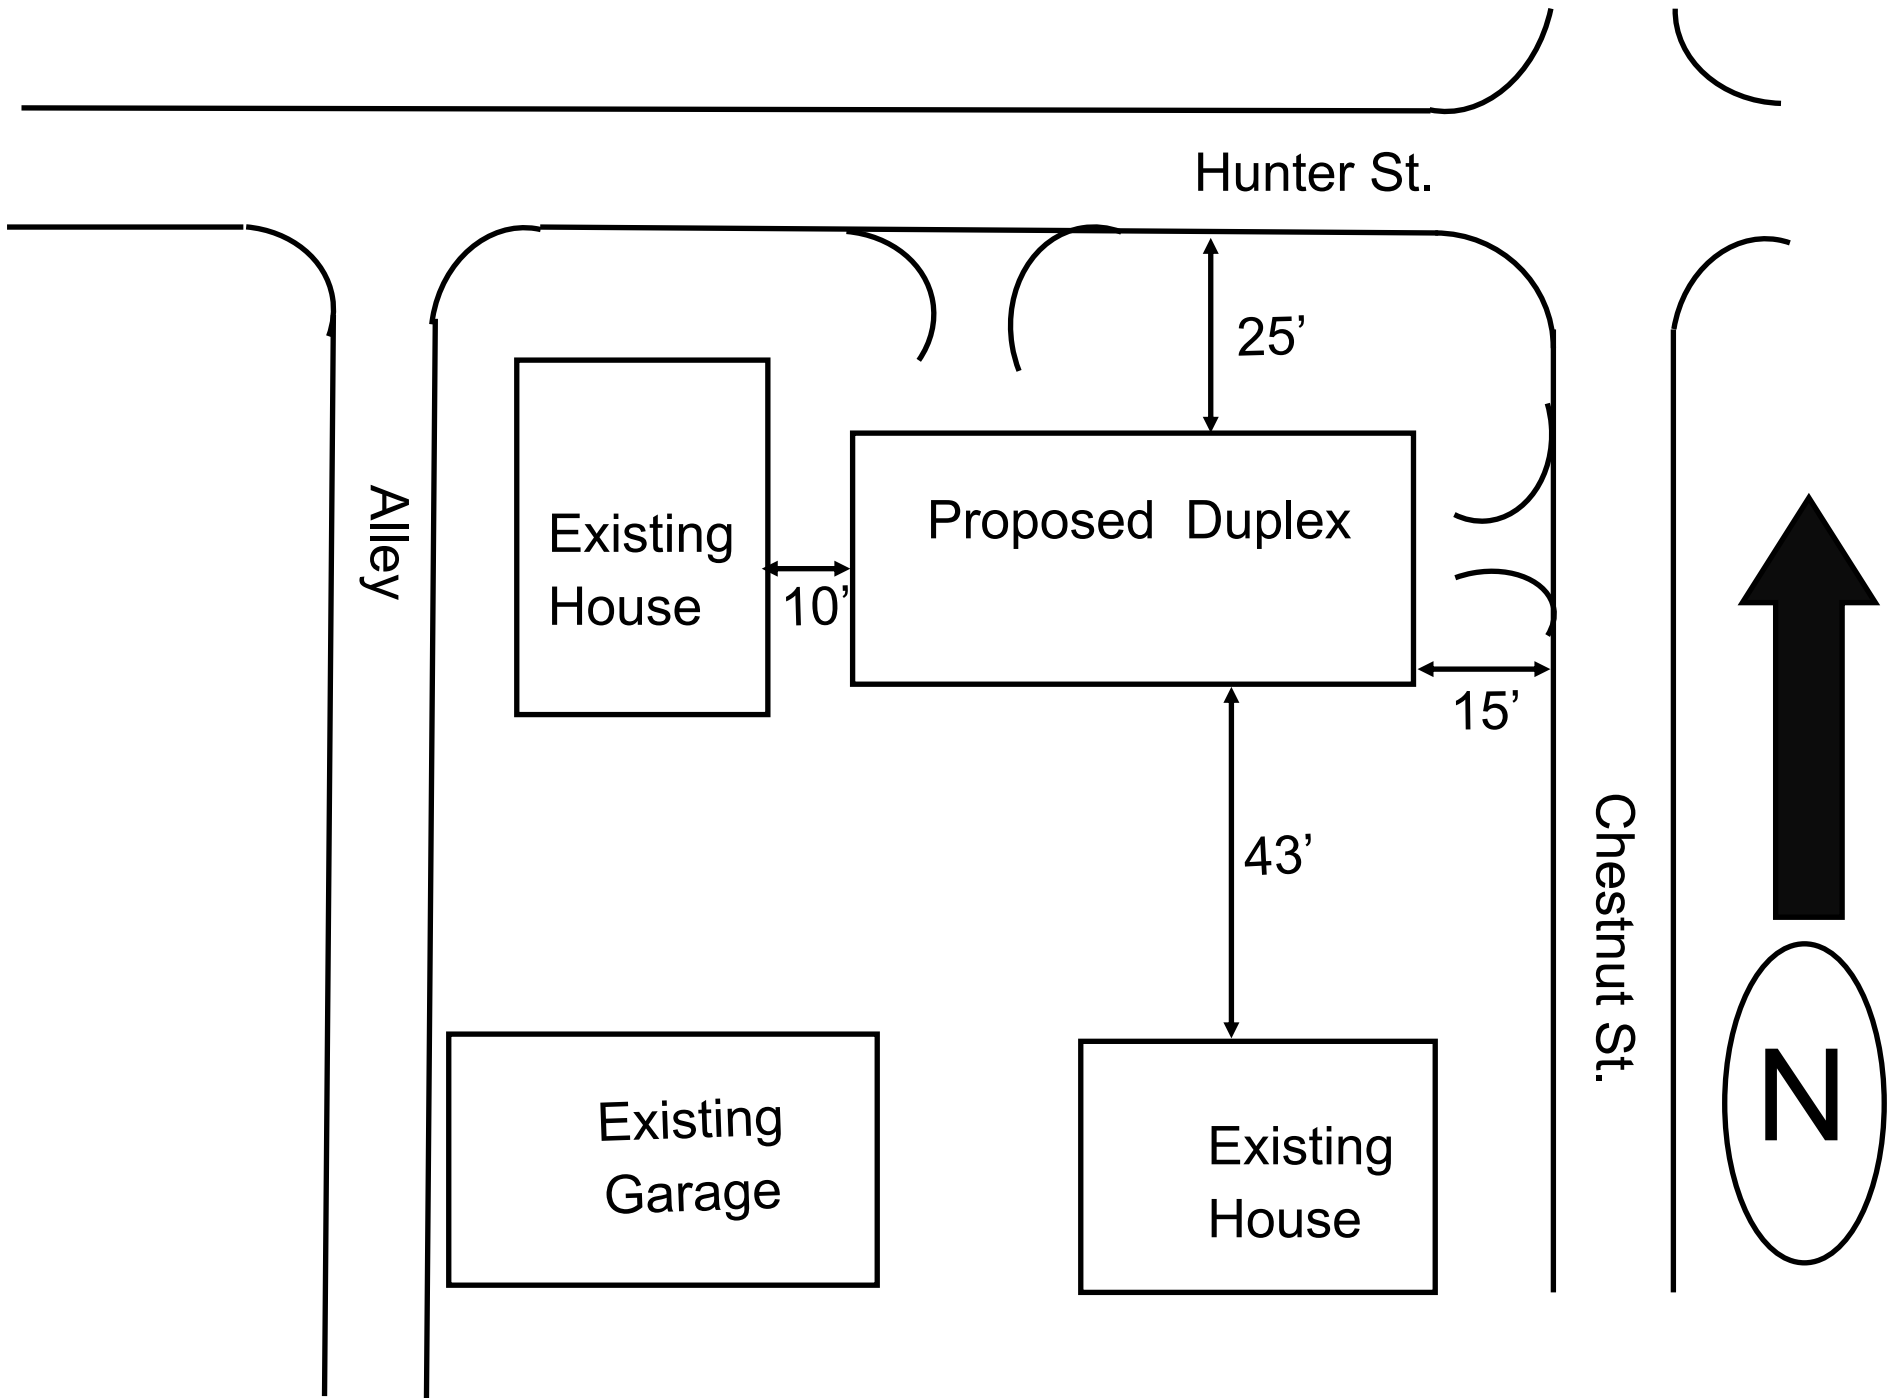 Hunter St.
25’
Alley
Existing
House
10’
Proposed Duplex
15’
43’
Chestnut St.
Existing
Garage
Existing
House
N